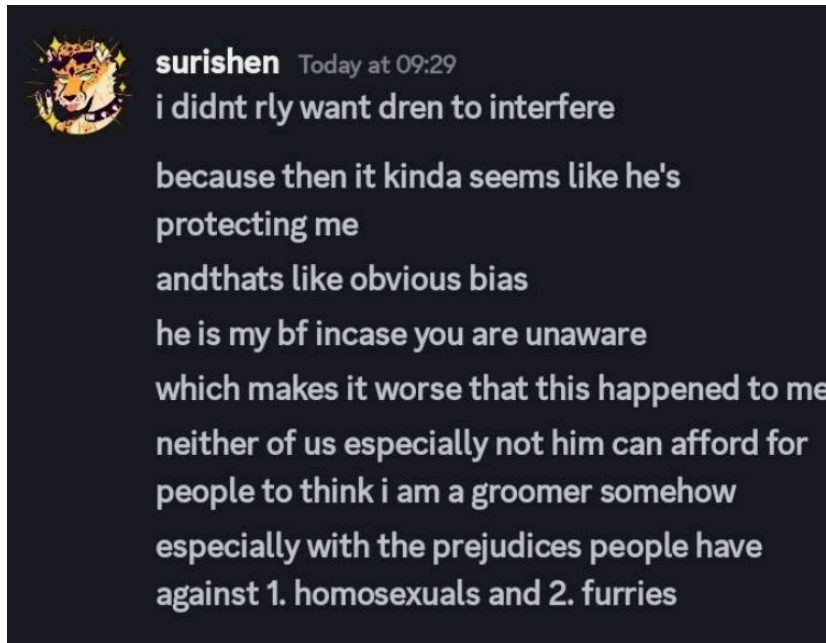 surishen Today at 09:29
i didnt rly want dren to interfere
because then it kinda seems like he's
protecting me
andthats like obvious bias
he is my bf incase you are unaware
which makes it worse that this happened to me
neither of us especially not him can afford for
people to think i am a groomer somehow
especially with the prejudices people have
against 1. homosexuals and 2. furries